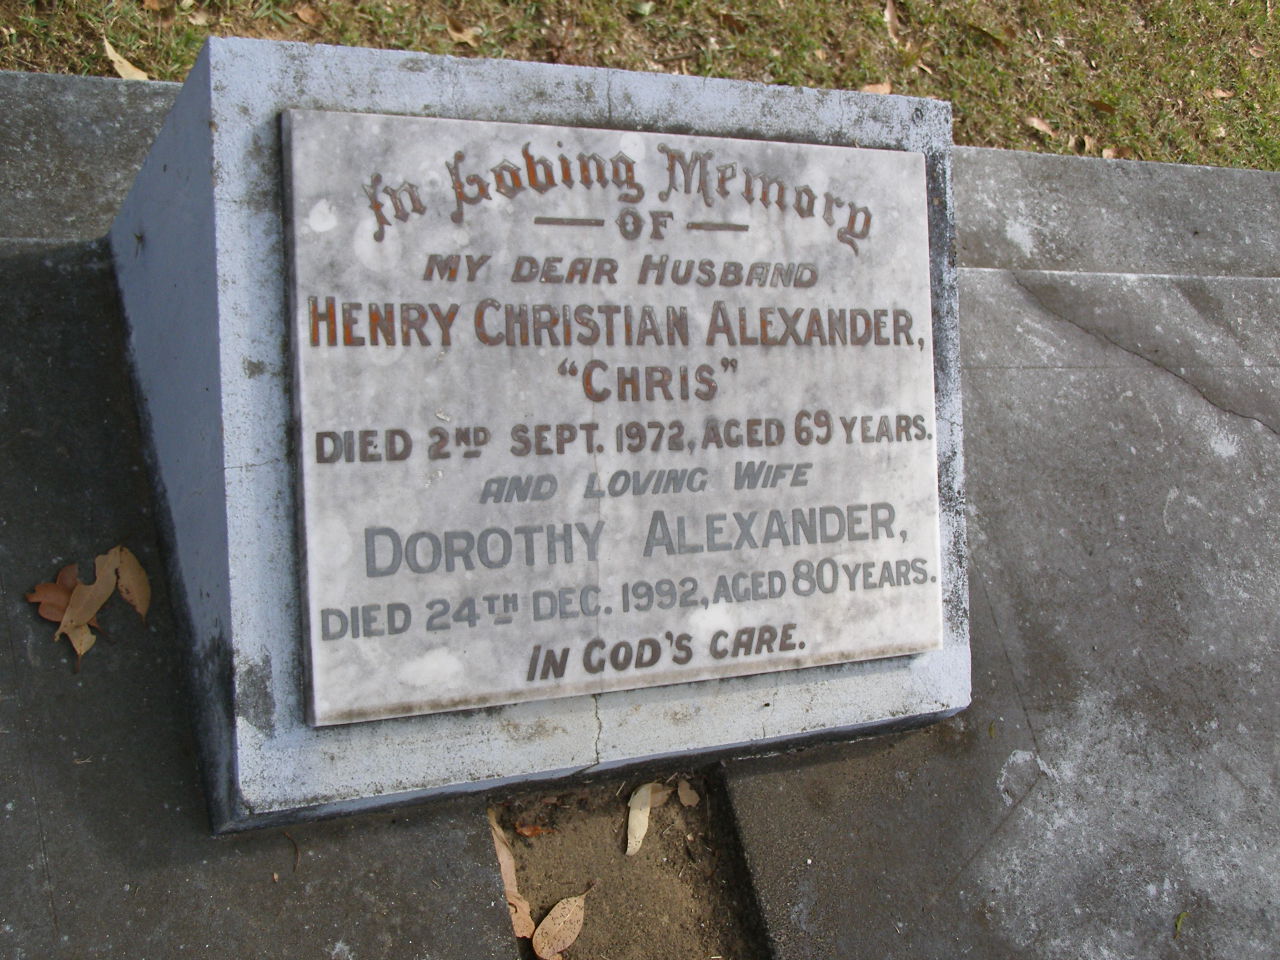 In Loving Memory
OF
MY DEAR HUSBAND
HENRY CHRISTIAN ALEXANDER,
"CHRIS"
DIED 2ND SEPT. 1972, AGED 69 YEARS.
AND LOVING WIFE
DOROTHY ALEXANDER,
DIED 24TH DEC. 1992, AGED 80 YEARS.
IN GOD'S CARE.